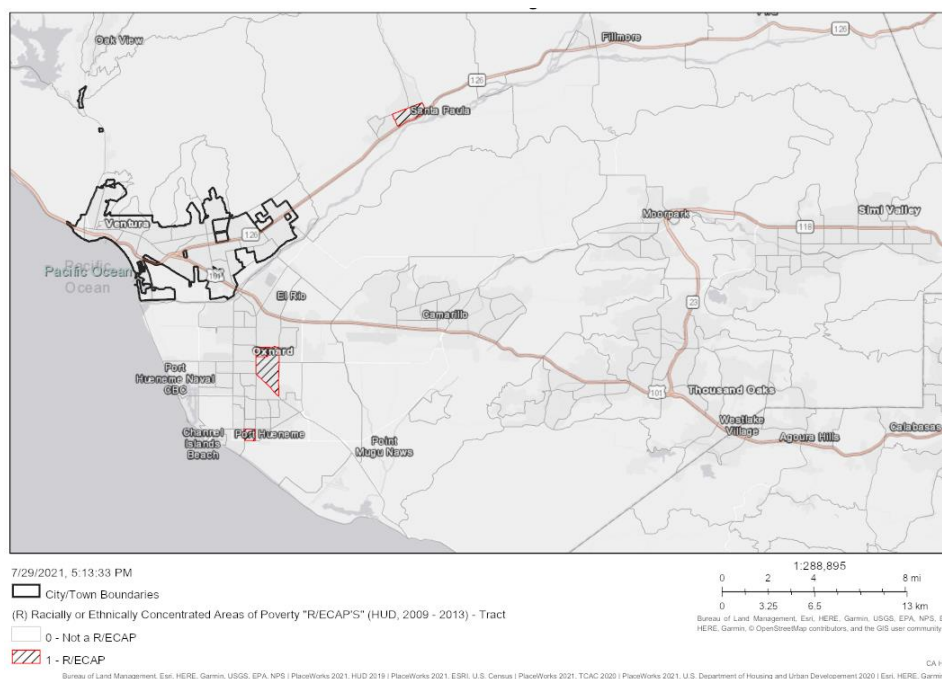 Oak View
Fillmore
126
126
Santa Paula
Ventura
126
Moorpark
Simi Valley
118
Pacific Ocean
Pacific
Ocean
101
El Rio
23
Camarillo
Oxnard
Port
Hueneme Naval
CBC
101
Thousand Oaks
Westlake
Village
Agoura Hills
Calabasas
Channel
Islands
Beach
Port Hueneme
Point
Mugu Naws
7/29/2021, 5:13:33 PM
City/Town Boundaries
(R) Racially or Ethnically Concentrated Areas of Poverty "R/ECAP'S" (HUD, 2009 - 2013) - Tract
0 - Not a R/ECAP
1 - R/ECAP
1:288,895
0 2 4 8 mi
0 3.25 6.5 13 km
Bureau of Land Management, Esri, HERE, Garmin, USGS, EPA, NPS,
HERE, Garmin, © OpenStreetMap contributors, and the GIS user community
CA
Bureau of Land Management, Esri, HERE, Garmin, USGS, EPA, NPS | PlaceWorks 2021, HUD 2019 | PlaceWorks 2021, ESRI, U.S. Census | PlaceWorks 2021, TCAC 2020 | PlaceWorks 2021, U.S. Department of Housing and Urban Development 2020 | Esri, HERE,